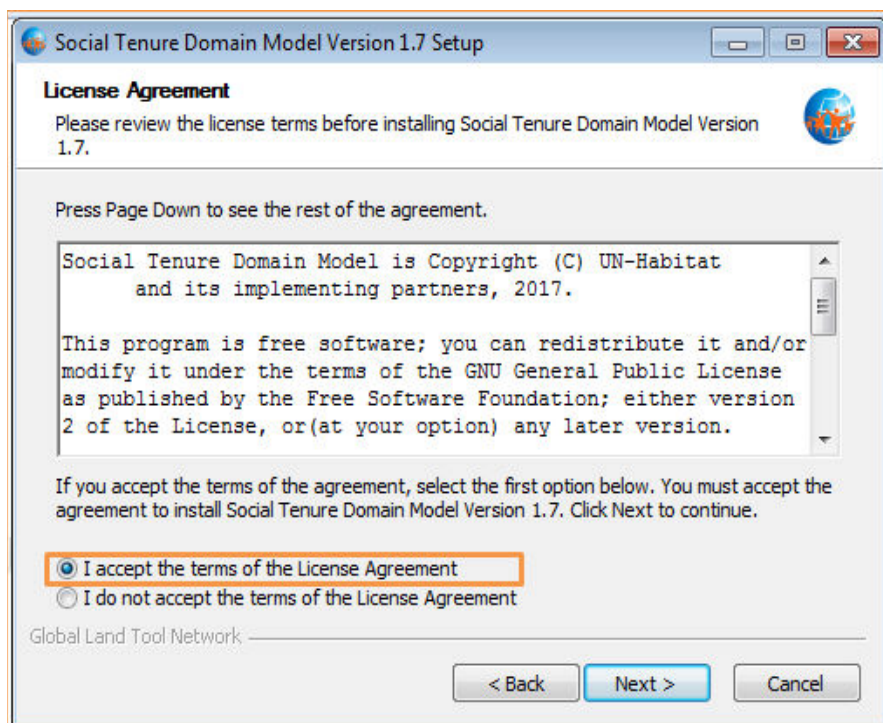 Social Tenure Domain Model Version 1.7 Setup
License Agreement
Please review the license terms before installing Social Tenure Domain Model Version
1.7.
Press Page Down to see the rest of the agreement.
Social Tenure Domain Model is Copyright (C) UN-Habitat
and its implementing partners, 2017.
This program is free software; you can redistribute it and/or
modify it under the terms of the GNU General Public License
as published by the Free Software Foundation; either version
2 of the License, or(at your option) any later version.
If you accept the terms of the agreement, select the first option below. You must accept the
agreement to install Social Tenure Domain Model Version 1.7. Click Next to continue.
I accept the terms of the License Agreement
I do not accept the terms of the License Agreement
Global Land Tool Network
< Back Next > Cancel